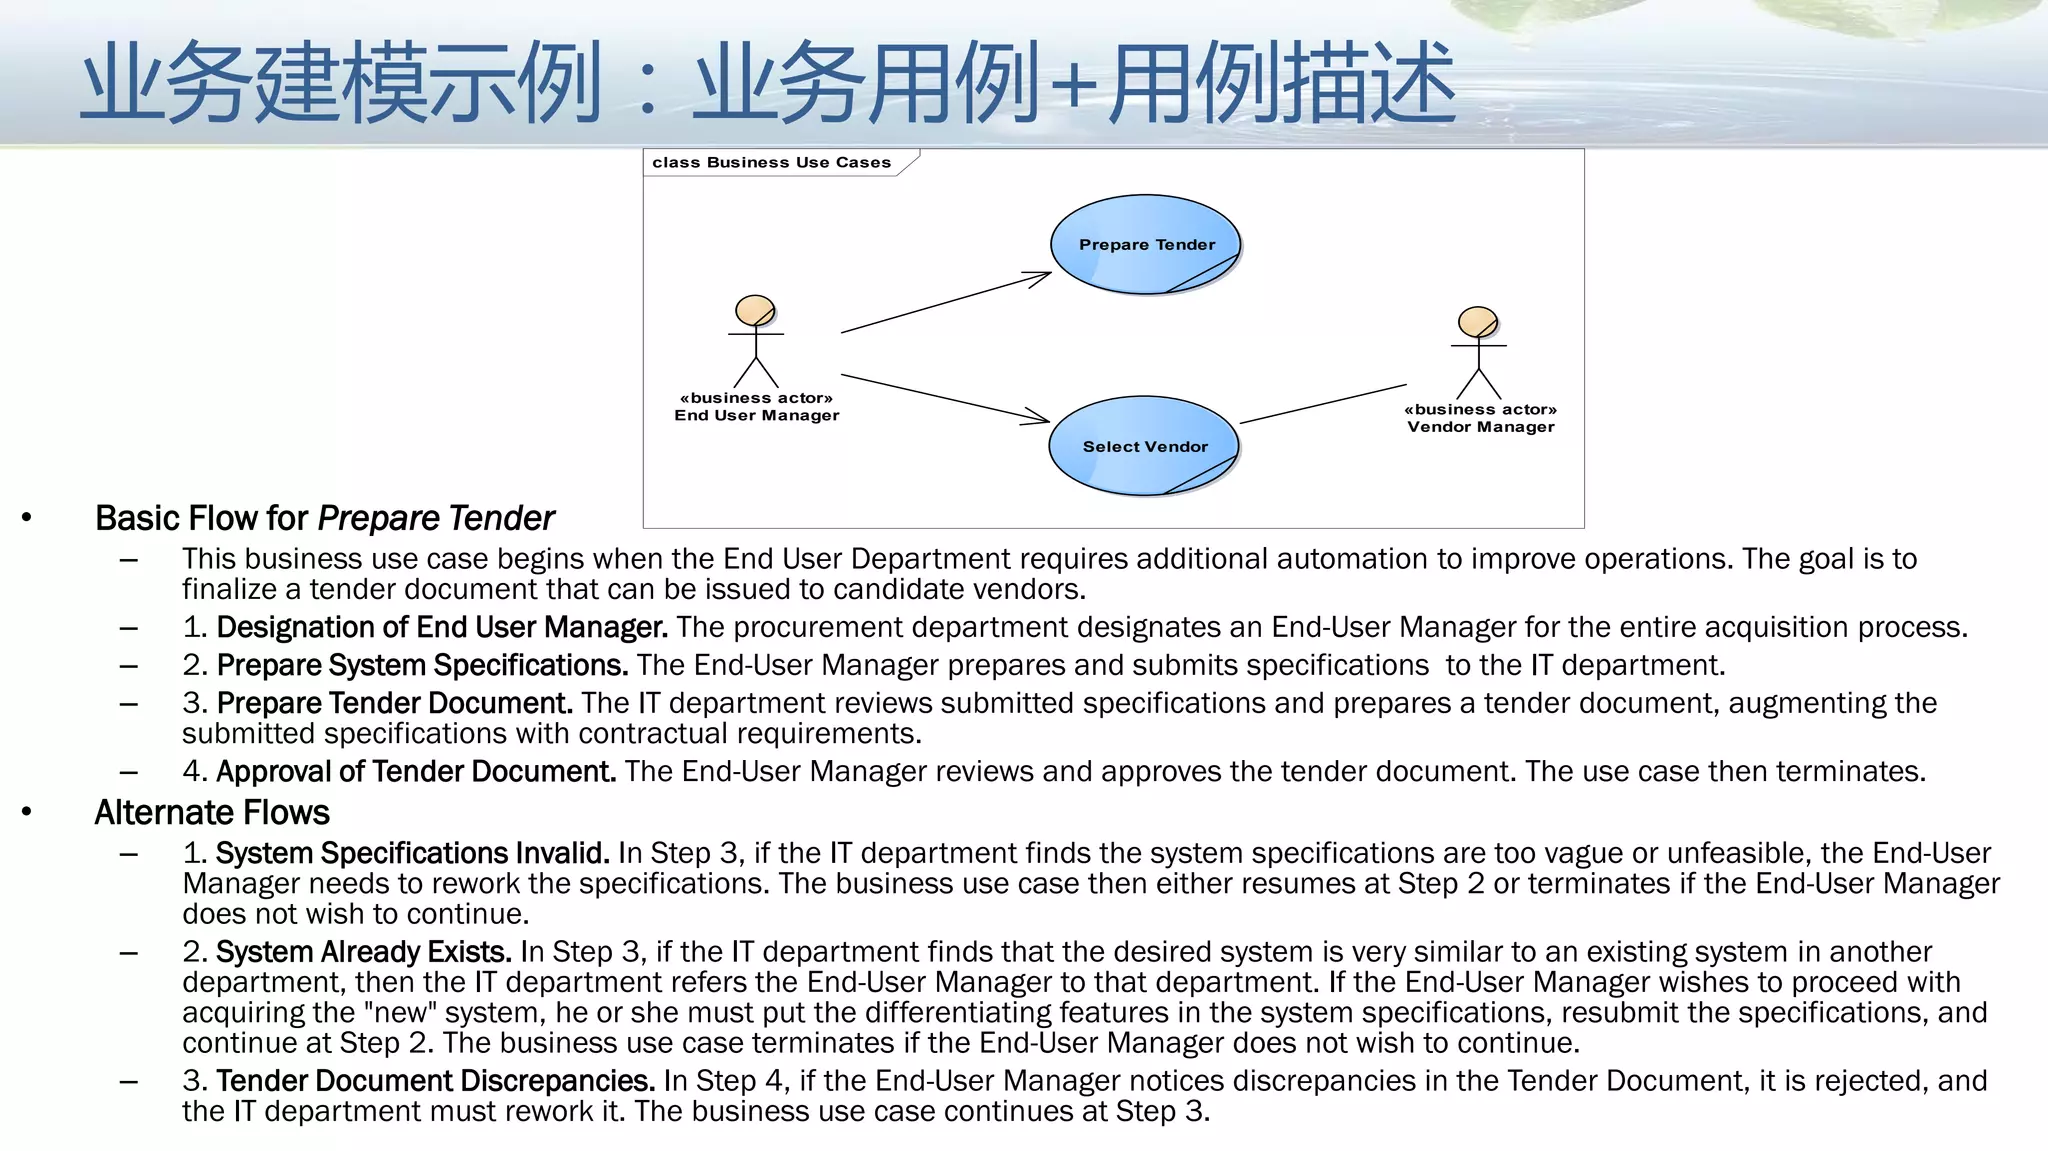 业务建模示例：业务用例+用例描述
class Business Use Cases
Prepare Tender
«business actor»
End User Manager
«business actor»
Vendor Manager
Select Vendor
• Basic Flow for Prepare Tender
– This business use case begins when the End User Department requires additional automation to improve operations. The goal is to
finalize a tender document that can be issued to candidate vendors.
– 1. Designation of End User Manager. The procurement department designates an End-User Manager for the entire acquisition process.
– 2. Prepare System Specifications. The End-User Manager prepares and submits specifications  to the IT department.
– 3. Prepare Tender Document. The IT department reviews submitted specifications and prepares a tender document, augmenting the
submitted specifications with contractual requirements.
– 4. Approval of Tender Document. The End-User Manager reviews and approves the tender document. The use case then terminates.
• Alternate Flows
– 1. System Specifications Invalid. In Step 3, if the IT department finds the system specifications are too vague or unfeasible, the End-User
Manager needs to rework the specifications. The business use case then either resumes at Step 2 or terminates if the End-User Manager
does not wish to continue.
– 2. System Already Exists. In Step 3, if the IT department finds that the desired system is very similar to an existing system in another
department, then the IT department refers the End-User Manager to that department. If the End-User Manager wishes to proceed with
acquiring the "new" system, he or she must put the differentiating features in the system specifications, resubmit the specifications, and
continue at Step 2. The business use case terminates if the End-User Manager does not wish to continue.
– 3. Tender Document Discrepancies. In Step 4, if the End-User Manager notices discrepancies in the Tender Document, it is rejected, and
the IT department must rework it. The business use case continues at Step 3.